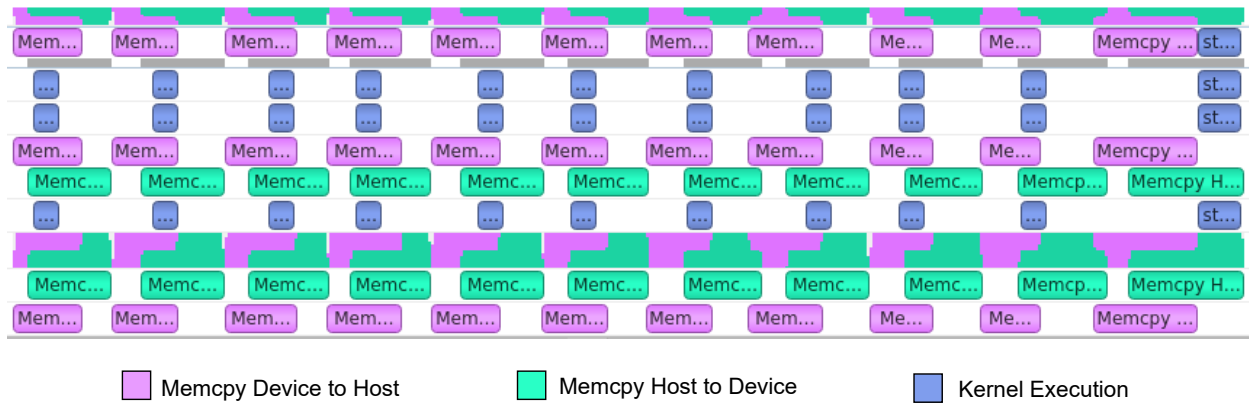 Mem... Mem... Mem... Mem... Mem... Mem... Mem... Mem... Me... Me... Memcpy ... st...
... ... ... ... ... ... ... ... ... ... st...
... ... ... ... ... ... ... ... ... ... st...
Mem... Mem... Mem... Mem... Mem... Mem... Mem... Mem... Me... Me... Memcpy ...
Memc... Memc... Memc... Memc... Memc... Memc... Memc... Memc... Memc... Memcp... Memcpy H...
... ... ... ... ... ... ... ... ... ... st...
Memc... Memc... Memc... Memc... Memc... Memc... Memc... Memc... Memc... Memcp... Memcpy H...
Mem... Mem... Mem... Mem... Mem... Mem... Mem... Mem... Me... Me... Memcpy ...
Memcpy Device to Host Memcpy Host to Device Kernel Execution